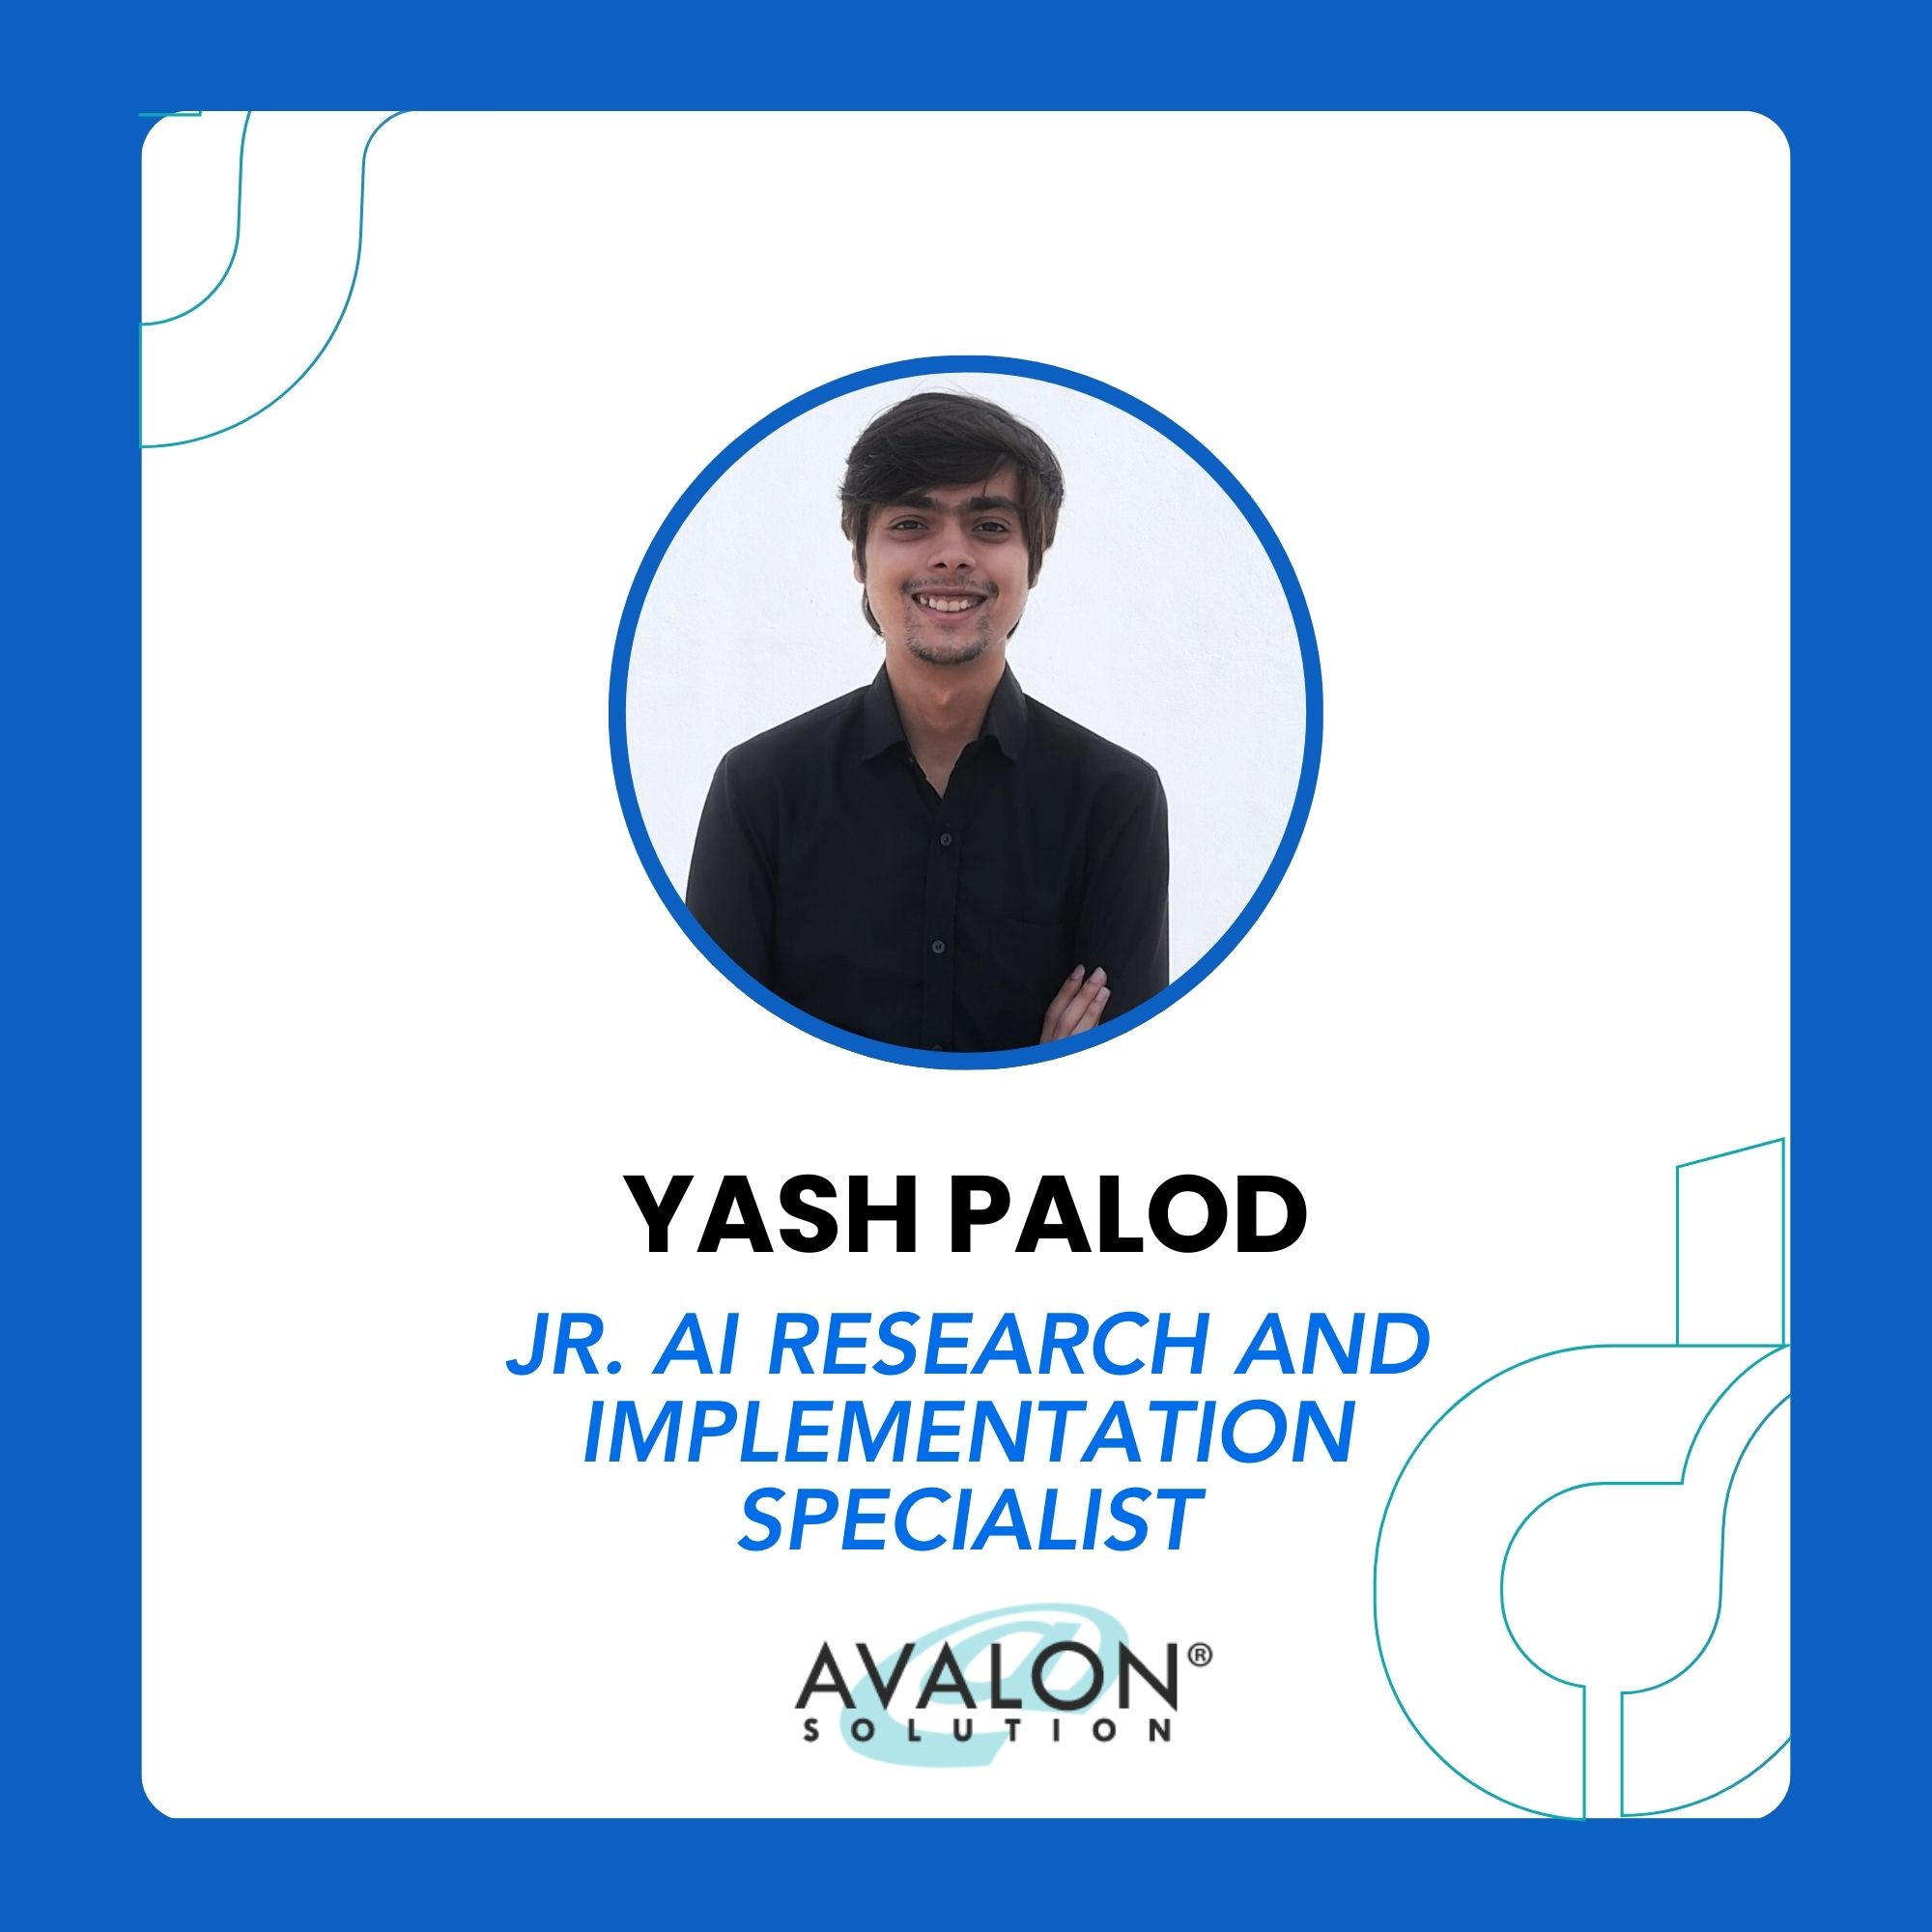 YASH PALOD
JR. AI RESEARCH AND
IMPLEMENTATION
SPECIALIST
AVALON®
SOLUTION